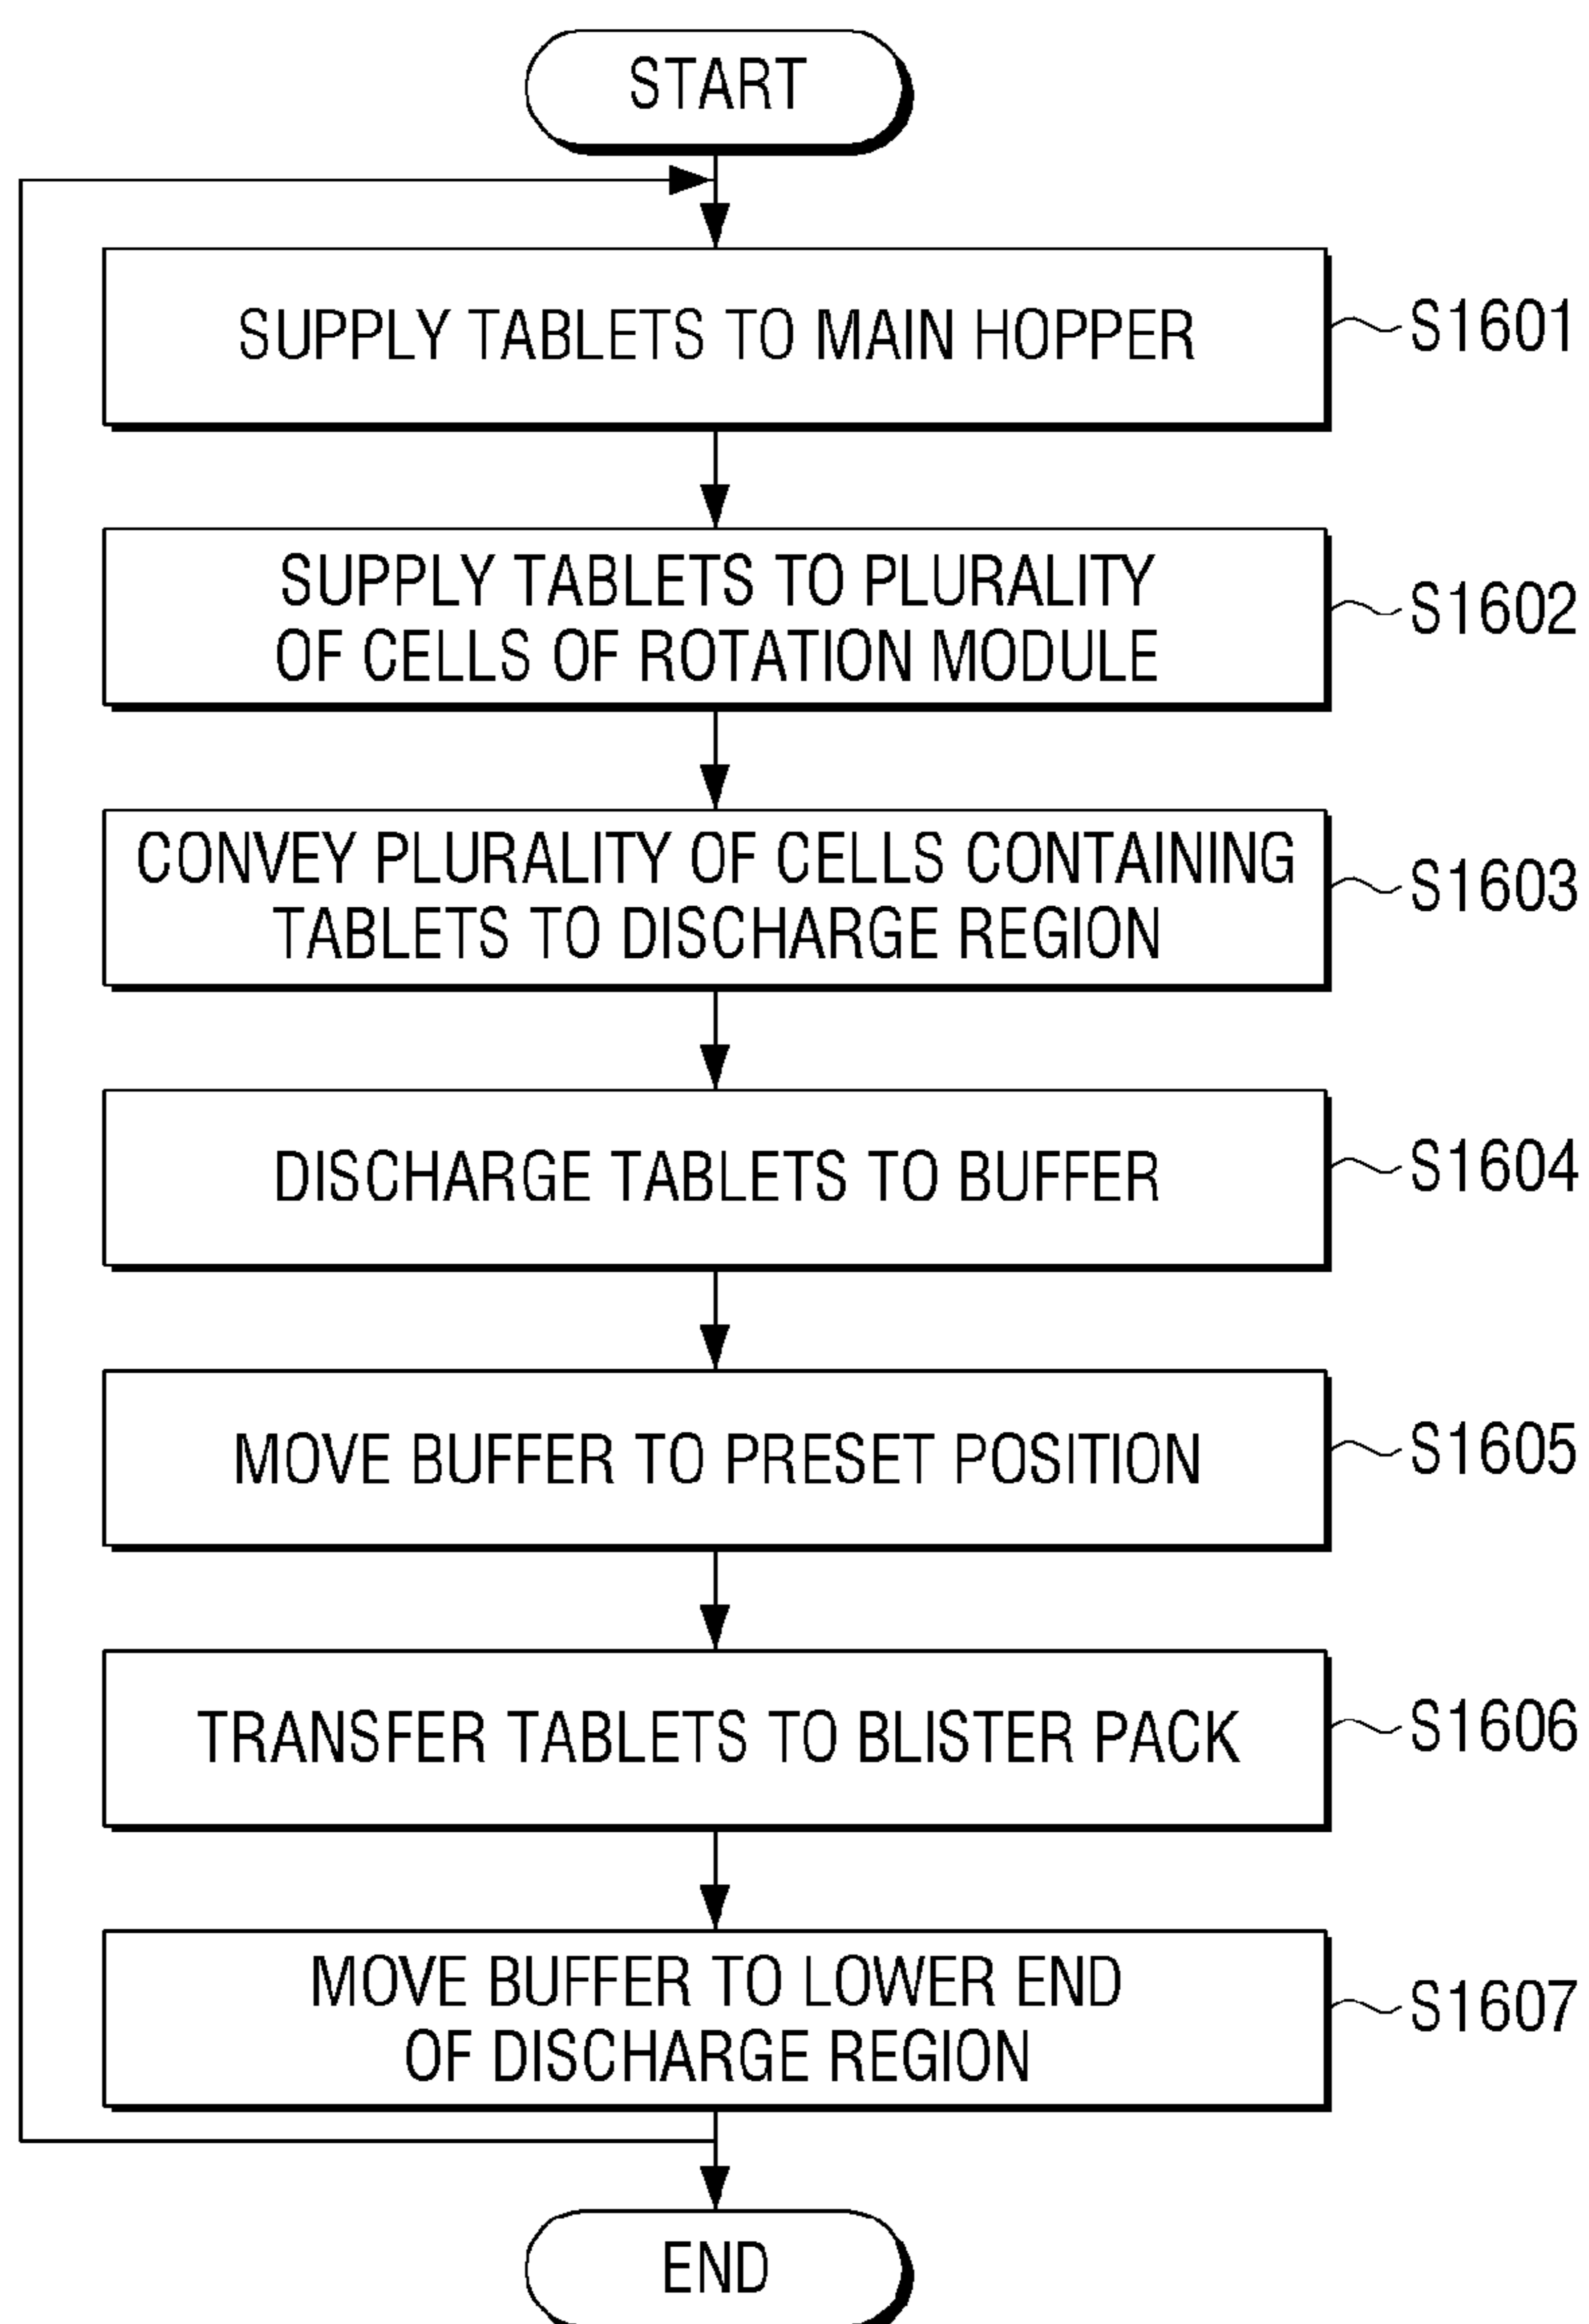 START
SUPPLY TABLETS TO MAIN HOPPER
S1601
SUPPLY TABLETS TO PLURALITY
OF CELLS OF ROTATION MODULE
S1602
CONVEY PLURALITY OF CELLS CONTAINING
TABLETS TO DISCHARGE REGION
S1603
DISCHARGE TABLETS TO BUFFER
S1604
MOVE BUFFER TO PRESET POSITION
S1605
TRANSFER TABLETS TO BLISTER PACK
S1606
MOVE BUFFER TO LOWER END
OF DISCHARGE REGION
S1607
END